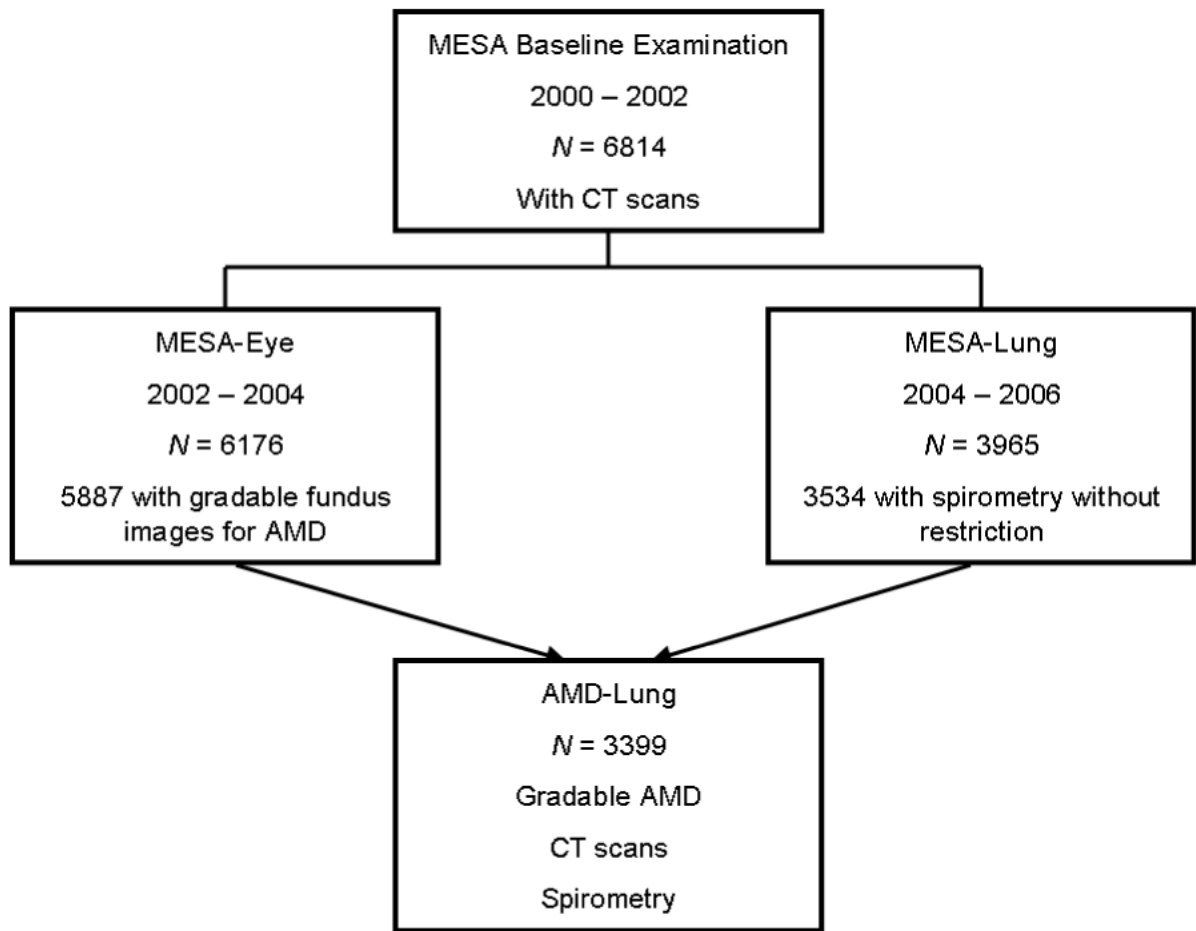 MESA Baseline Examination
2000 – 2002
N = 6814
With CT scans
MESA-Eye
2002 – 2004
N = 6176
5887 with gradable fundus
images for AMD
MESA-Lung
2004 – 2006
N = 3965
3534 with spirometry without
restriction
AMD-Lung
N = 3399
Gradable AMD
CT scans
Spirometry